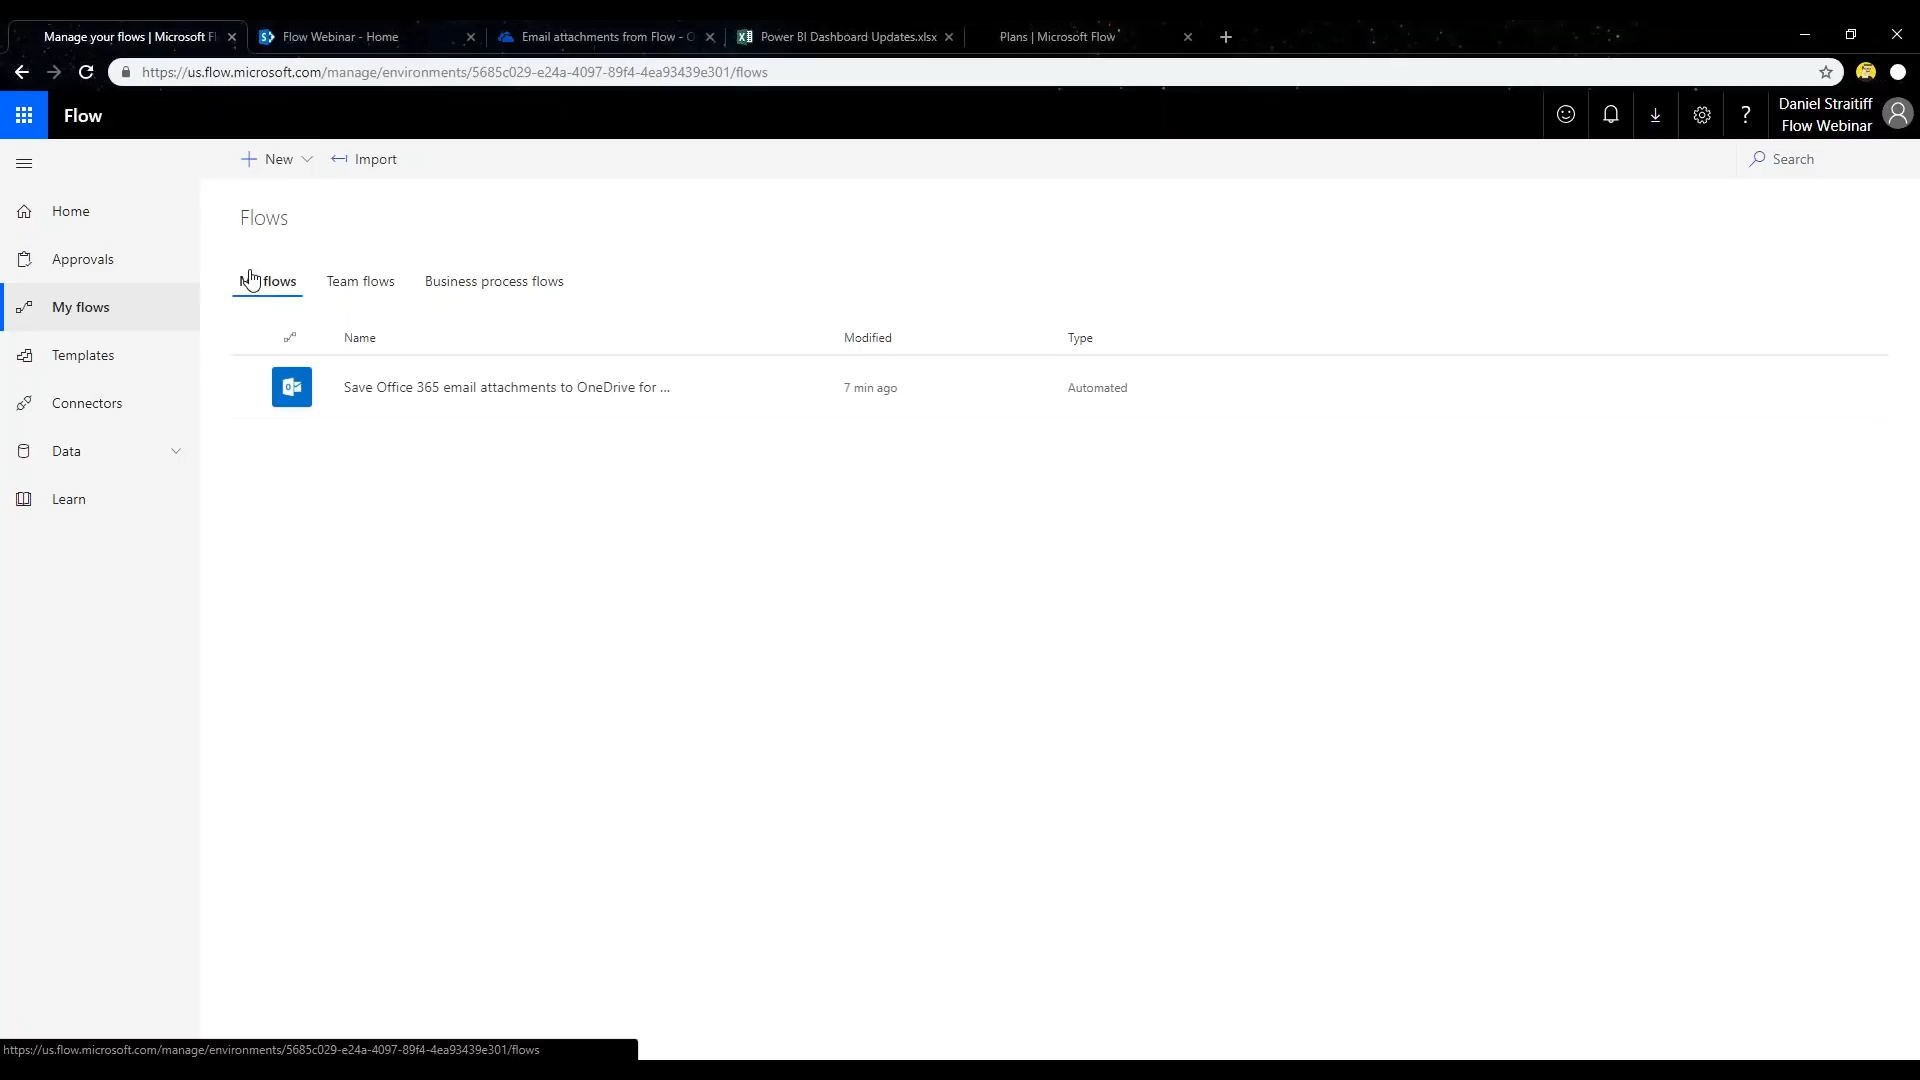 Manage your flows | Microsoft Fl
Flow Webinar - Home
Email attachments from Flow - O
Power BI Dashboard Updates.xlsx
Plans | Microsoft Flow
https://us.flow.microsoft.com/manage/environments/5685c029-e24a-4097-89f4-4ea93439e301/flows
Flow
?
Daniel Straitiff
Flow Webinar
New
Import
Search
Home
Approvals
My flows
Templates
Connectors
Data
Learn
Flows
My flows
Team flows
Business process flows
Name
Modified
Type
Save Office 365 email attachments to OneDrive for ...
7 min ago
Automated
https://us.flow.microsoft.com/manage/environments/5685c029-e24a-4097-89f4-4ea93439e301/flows